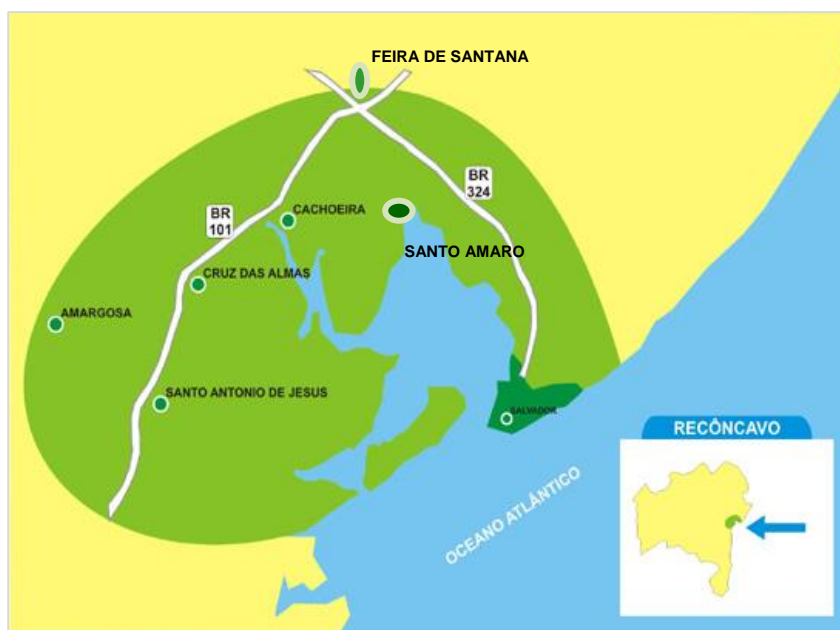 FEIRA DE SANTANA
BR
324
BR
101
CACHOEIRA
SANTO AMARO
CRUZ DAS ALMAS
AMARGOSA
SANTO ANTONIO DE JESUS
SALVADOR
RECÔNCAVO
OCEANO ATLÂNTICO